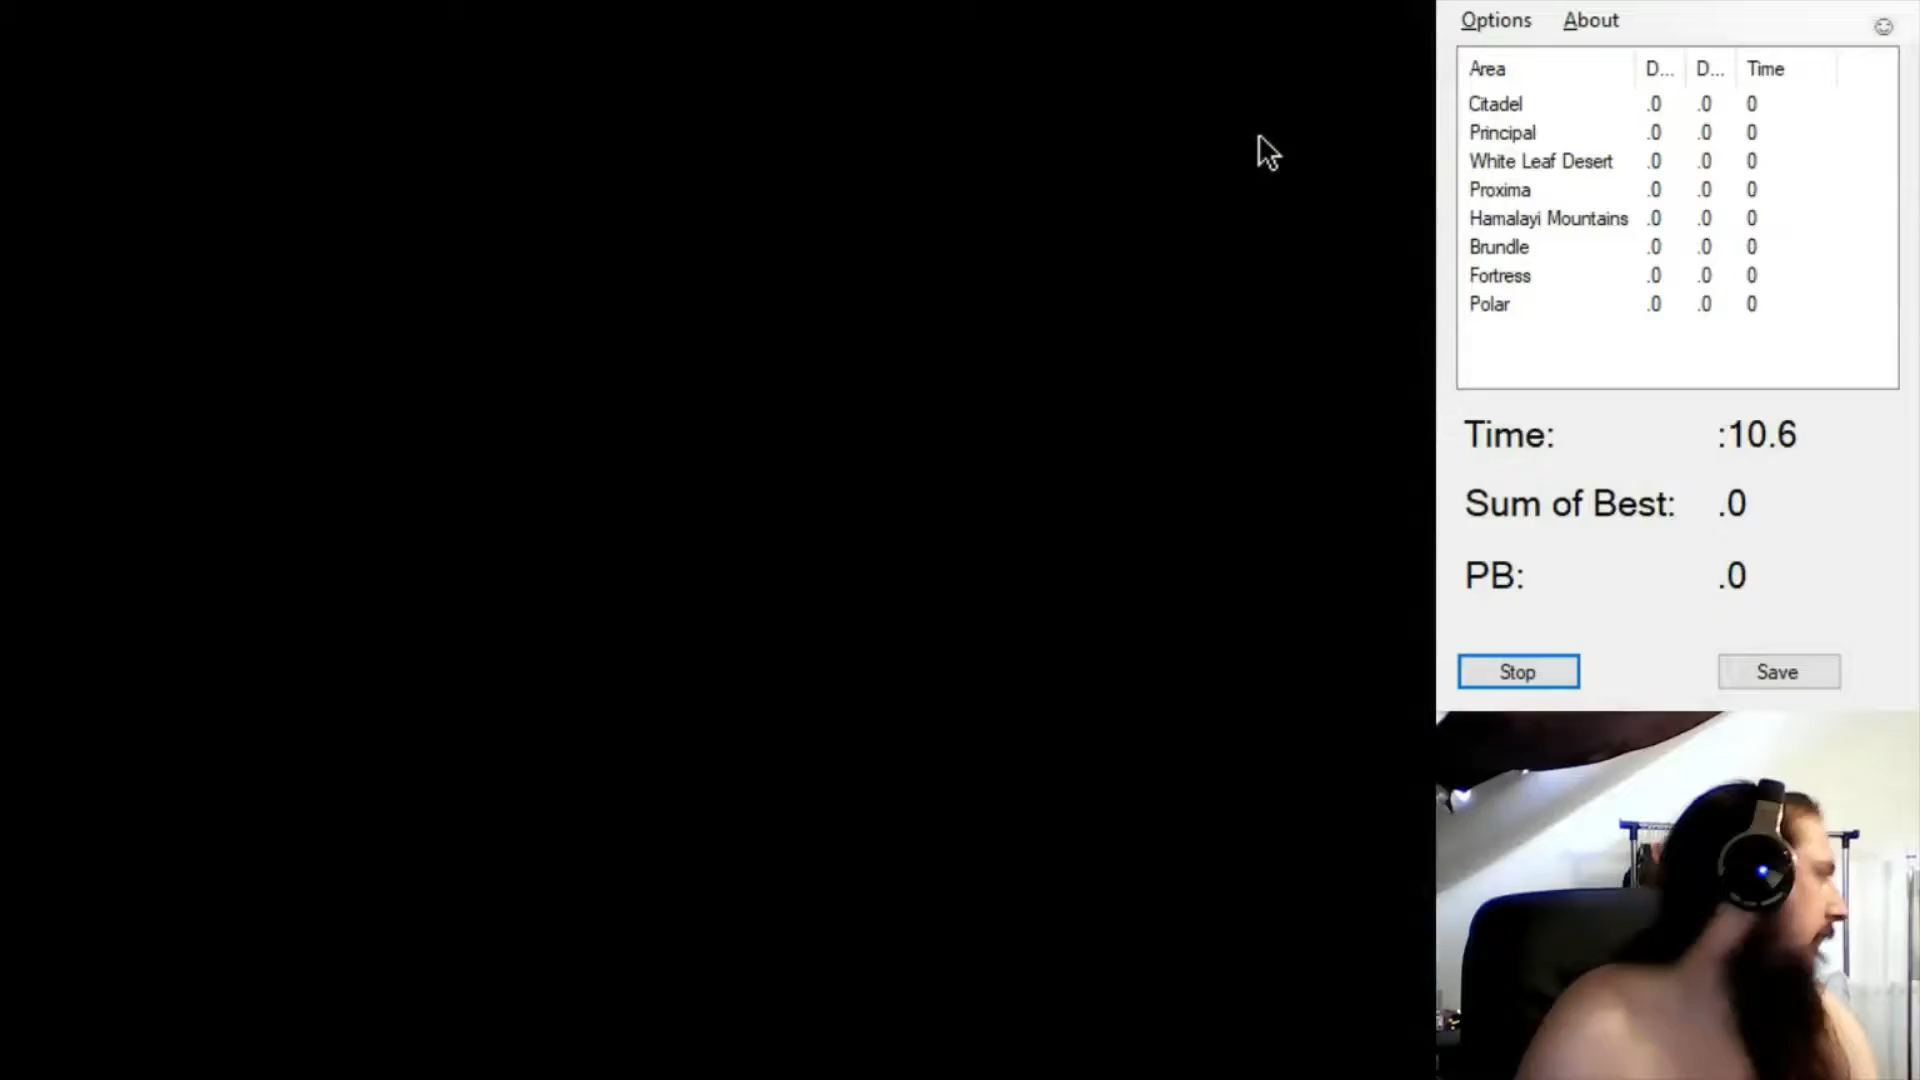 Options About
Area D... D... Time
Citadel .0 .0 0
Principal .0 .0 0
White Leaf Desert .0 .0 0
Proxima .0 .0 0
Hamalayi Mountains .0 .0 0
Brundle .0 .0 0
Fortress .0 .0 0
Polar .0 .0 0
Time: :10.6
Sum of Best: .0
PB: .0
Stop Save